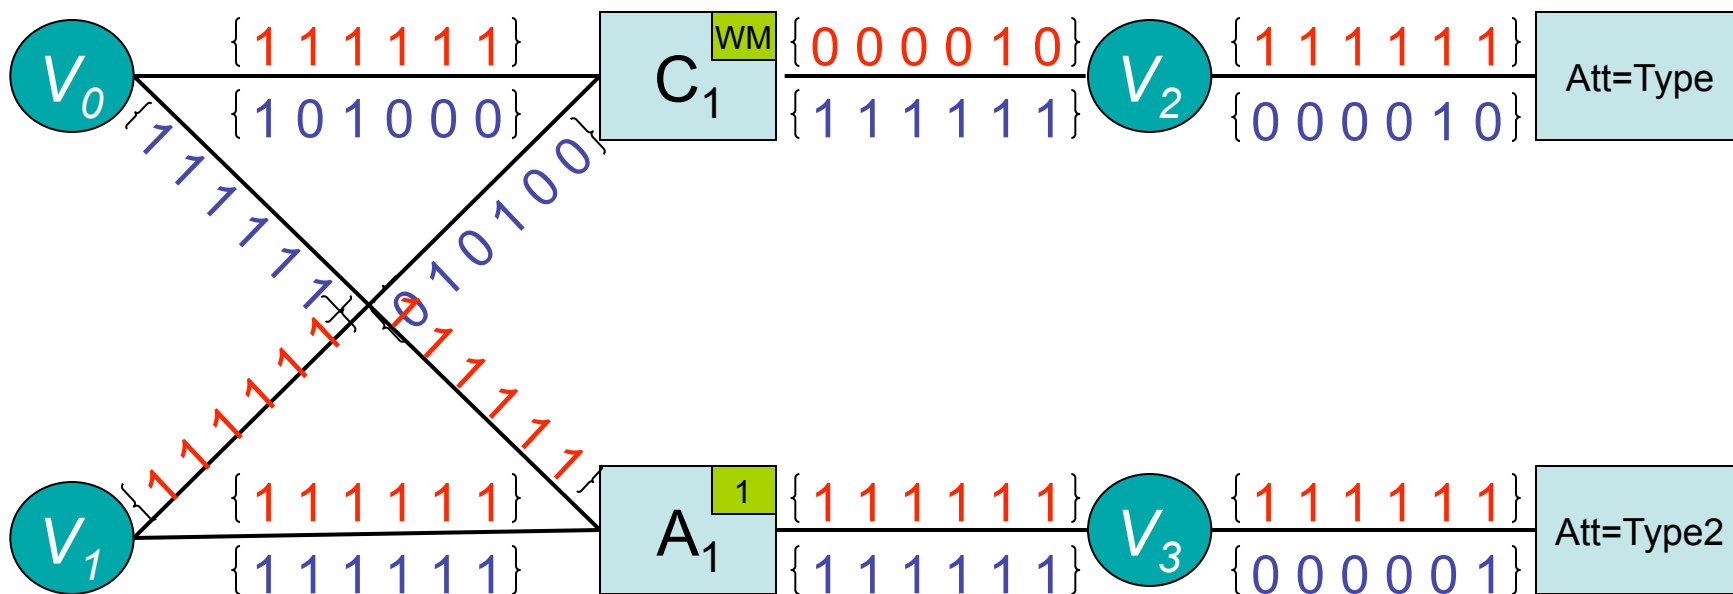 {1 1 1 1 1 1}
WM
{0 0 0 0 1 0}
{1 1 1 1 1 1}
V0
C1
V2
Att=Type
{1 0 1 0 0 0}
{1 1 1 1 1 1}
{0 0 0 0 1 0}
{1 1 1 1 1 1}
{0 1 0 1 0 0}
{1 1 1 1 1 1}
{1 1 1 1 1 1}
{1 1 1 1 1 1}
1
{1 1 1 1 1 1}
{1 1 1 1 1 1}
V1
A1
V3
Att=Type2
{1 1 1 1 1 1}
{1 1 1 1 1 1}
{0 0 0 0 0 1}